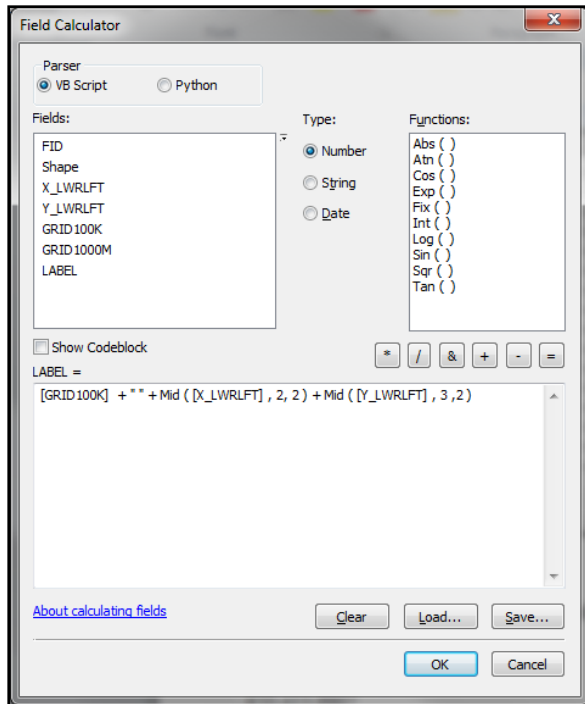 Field Calculator
Parser
VB Script Python
Fields:
FID
Shape
X_LWRLFT
Y_LWRLFT
GRID100K
GRID1000M
LABEL
Type:
Number
String
Date
Functions:
Abs ( )
Atn ( )
Cos ( )
Exp ( )
Fix ( )
Int ( )
Log ( )
Sin ( )
Sqr ( )
Tan ( )
Show Codeblock
* / & + - =
LABEL =
[GRID100K] + " " + Mid ( [X_LWRLFT] , 2, 2 ) + Mid ( [Y_LWRLFT] , 3 ,2 )
About calculating fields
Clear Load... Save...
OK Cancel